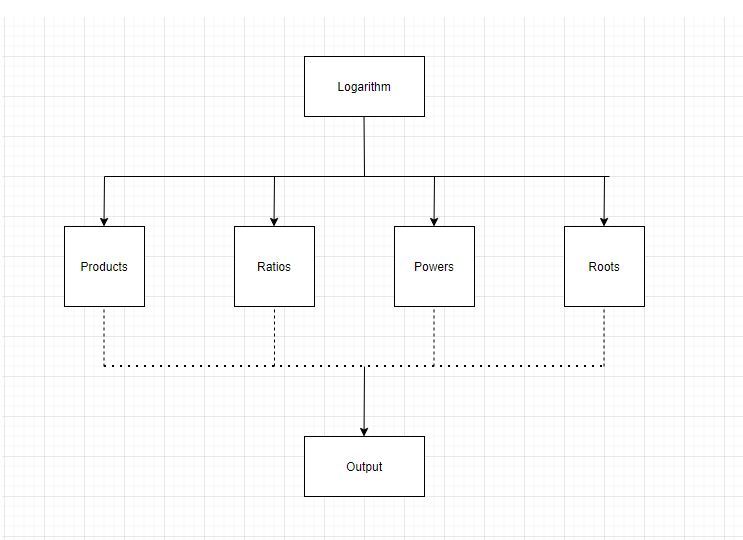 Logarithm
Products
Ratios
Powers
Roots
Output